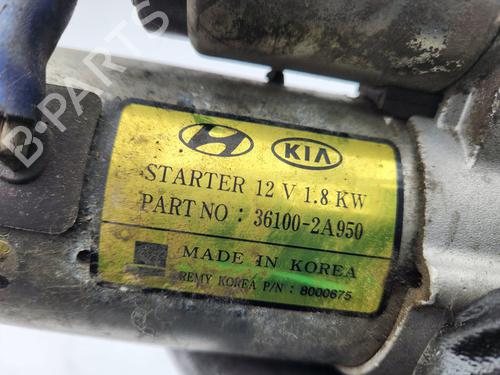 KIA
STARTER 12 V 1.8 KW
PART NO : 36100-2A950
MADE IN KOREA
REMY KOREA P/N : 8000675
B-PARTS